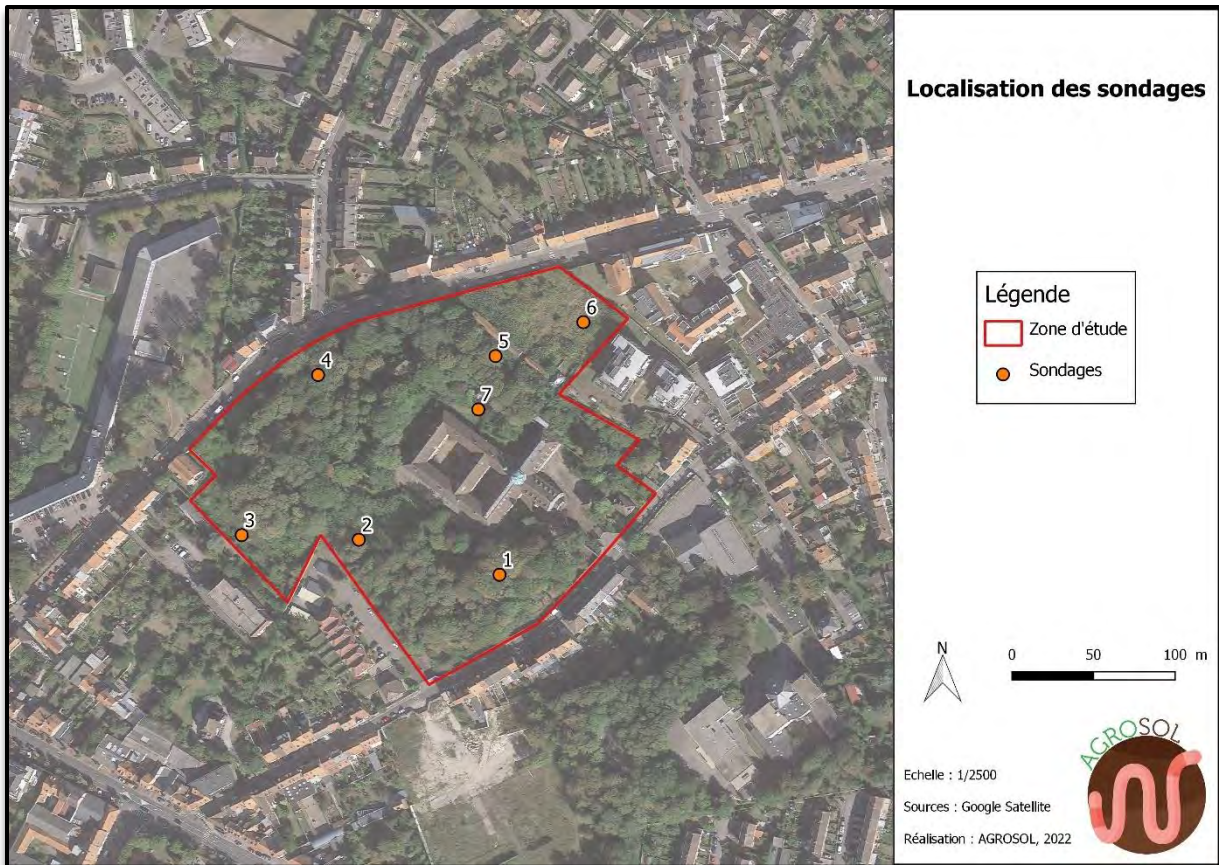 Localisation des sondages
6
5
4
7
3
2
1
Légende
Zone d'étude
Sondages
N
0 50 100 m
AGROSOL
Echelle : 1/2500
Sources : Google Satellite
Réalisation : AGROSOL, 2022